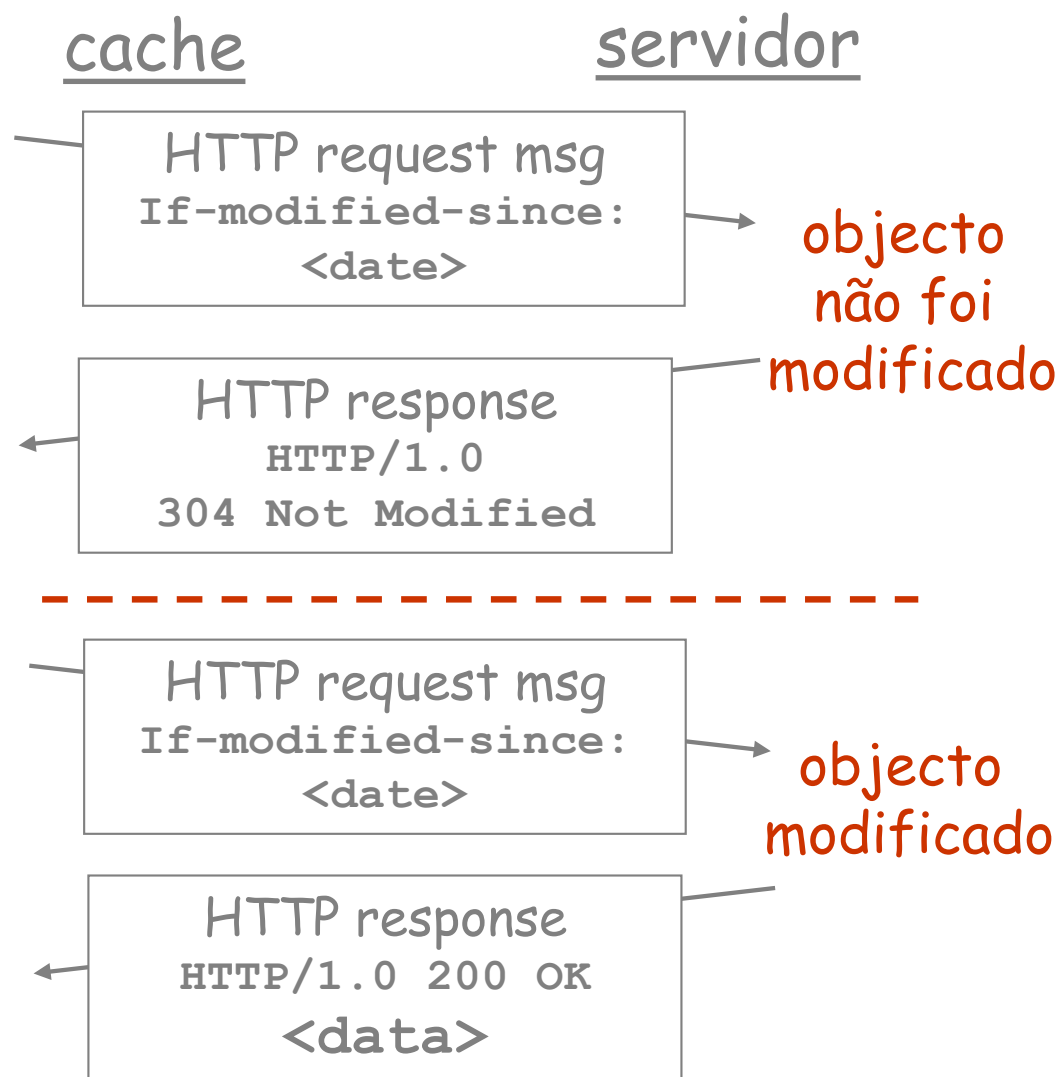 cache
servidor
HTTP request msg
If-modified-since:
<date>
objecto
não foi
modificado
HTTP response
HTTP/1.0
304 Not Modified
HTTP request msg
If-modified-since:
<date>
objecto
modificado
HTTP response
HTTP/1.0 200 OK
<data>